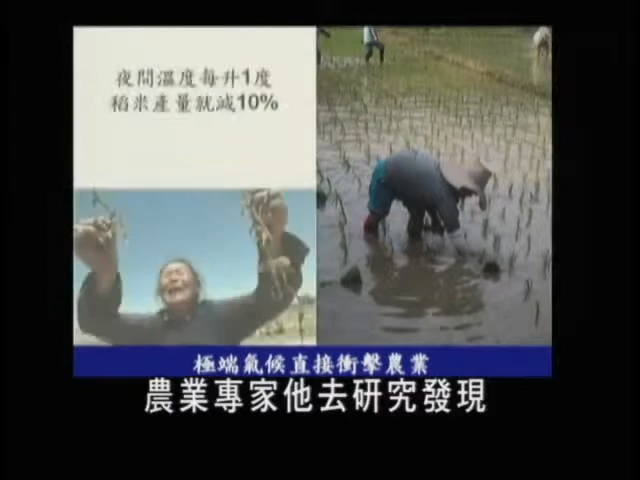 夜間溫度每升1度
稻米產量就減10%
極端氣候直接衝擊農業
農業專家他去研究發現